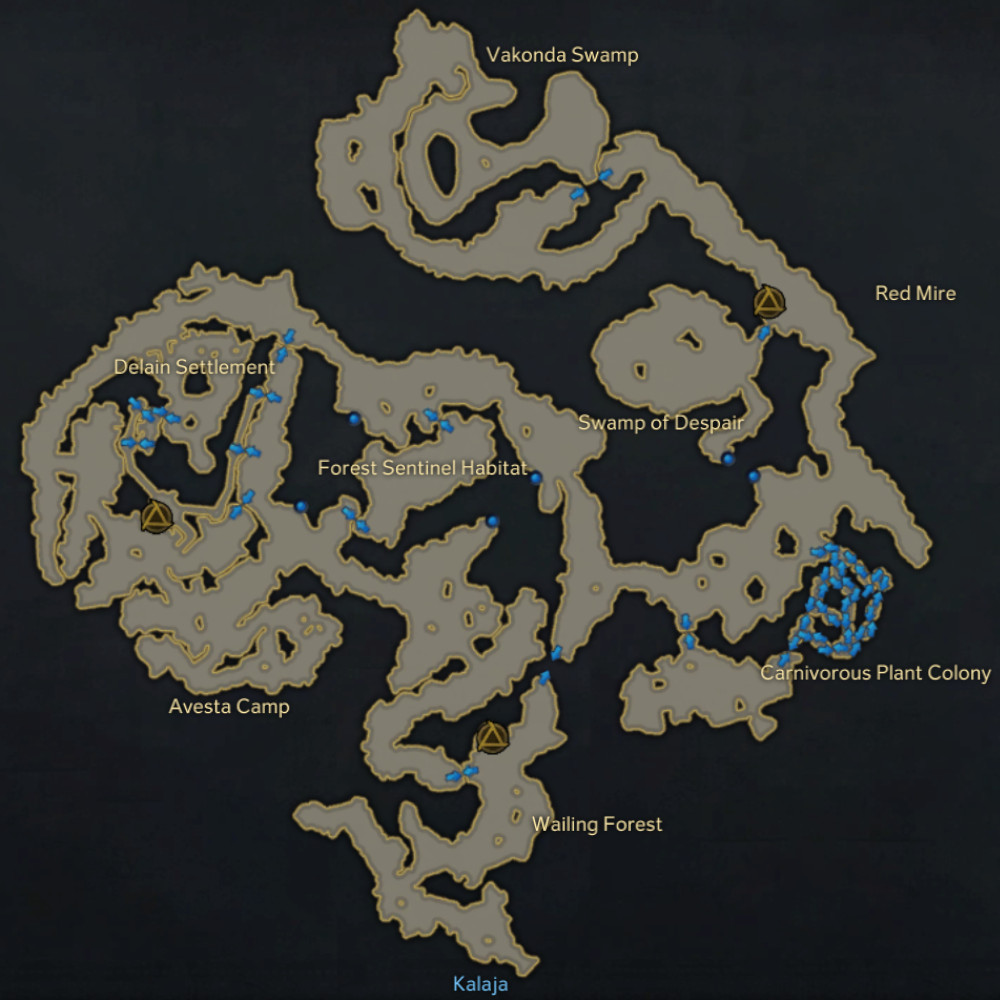 Vakonda Swamp
Red Mire
Delain Settlement
Swamp of Despair
Forest Sentinel Habitat
Carnivorous Plant Colony
Avesta Camp
Wailing Forest
Kalaja